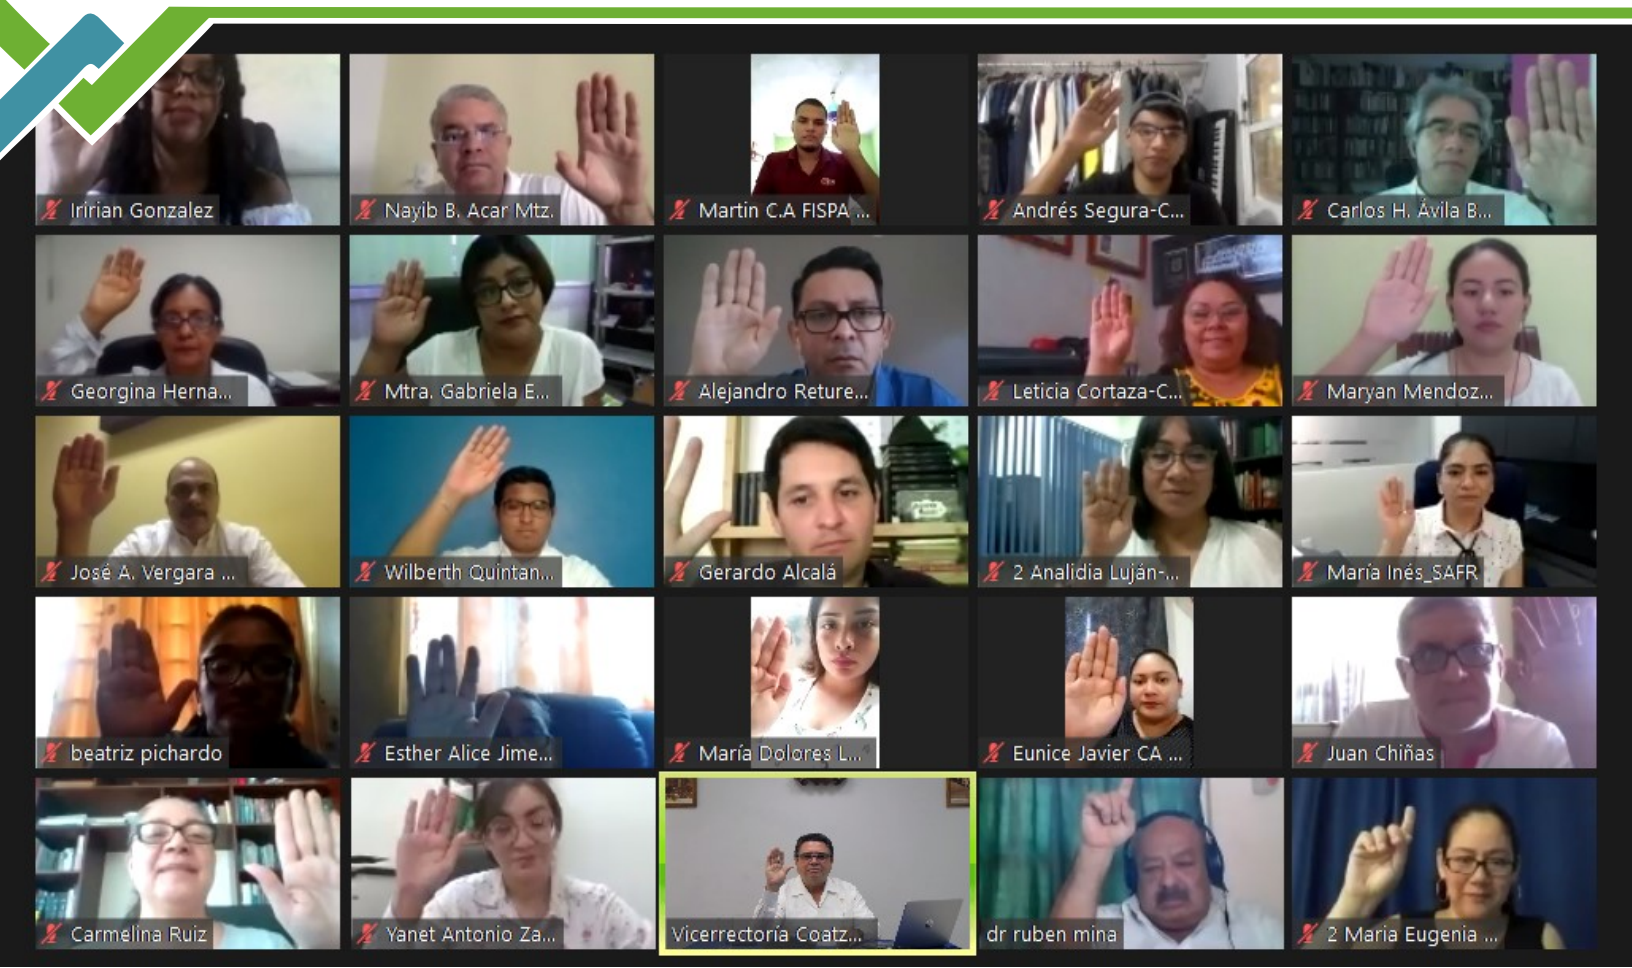 Iririan Gonzalez
Nayib B. Acar Mtz.
Martin C.A FISPA ...
Andrés Segura-C...
Carlos H. Ávila B...
Georgina Herna...
Mtra. Gabriela E...
Alejandro Reture...
Leticia Cortaza-C...
Maryan Mendoz...
José A. Vergara ...
Wilberth Quintan...
Gerardo Alcalá
2 Analidia Luján-...
María Inés_SAFR
beatriz pichardo
Esther Alice Jime...
María Dolores L...
Eunice Javier CA ...
Juan Chiñas
Carmelina Ruiz
Yanet Antonio Za...
Vicerrectoría Coatz...
dr ruben mina
2 Maria Eugenia ...